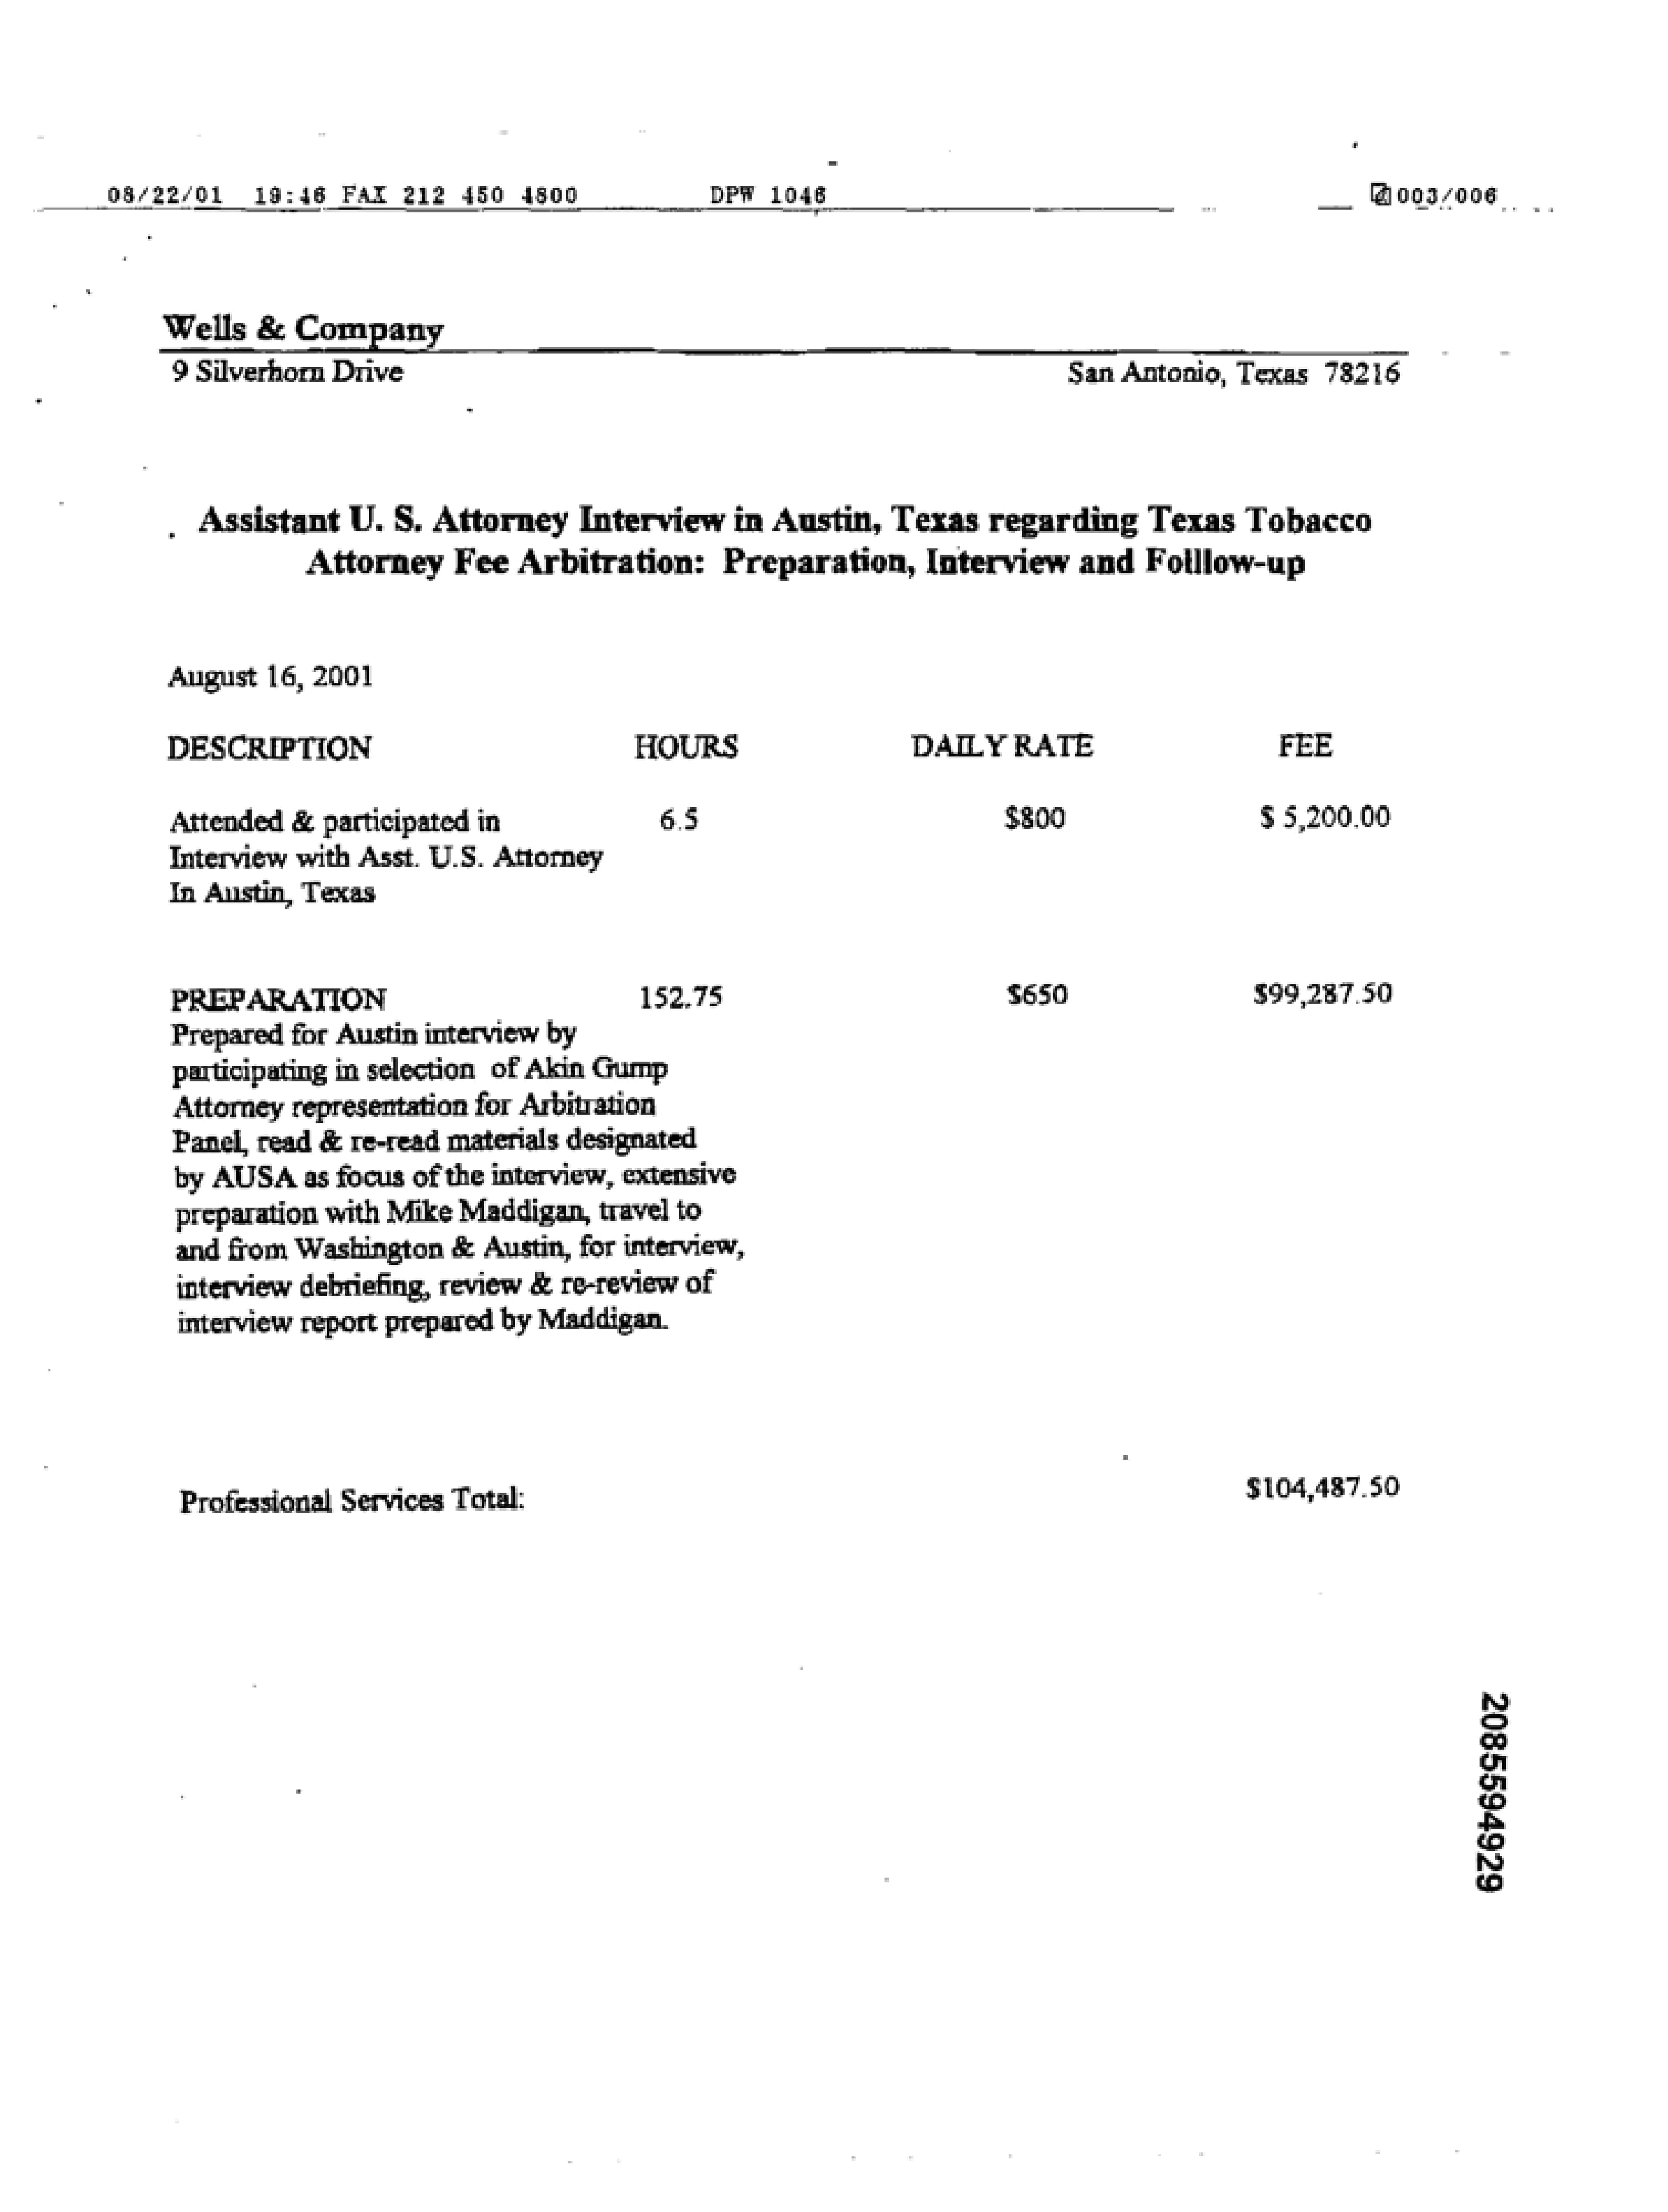 08/22/01 19:46 FAX 212 450 4800 DPW 1046 003/006
Wells & Company
9 Silverhorn Drive San Antonio, Texas 78216
Assistant U. S. Attorney Interview in Austin, Texas regarding Texas Tobacco
Attorney Fee Arbitration: Preparation, Interview and Folllow-up
August 16, 2001
DESCRIPTION HOURS DAILY RATE FEE
Attended & participated in 6.5 $800 $ 5,200.00
Interview with Asst. U.S. Attorney
In Austin, Texas
PREPARATION 152.75 $650 $99,287.50
Prepared for Austin interview by
participating in selection of Akin Gump
Attorney representation for Arbitration
Panel, read & re-read materials designated
by AUSA as focus of the interview, extensive
preparation with Mike Maddigan, travel to
and from Washington & Austin, for interview,
interview debriefing, review & re-review of
interview report prepared by Maddigan.
Professional Services Total: $104,487.50
2085594929